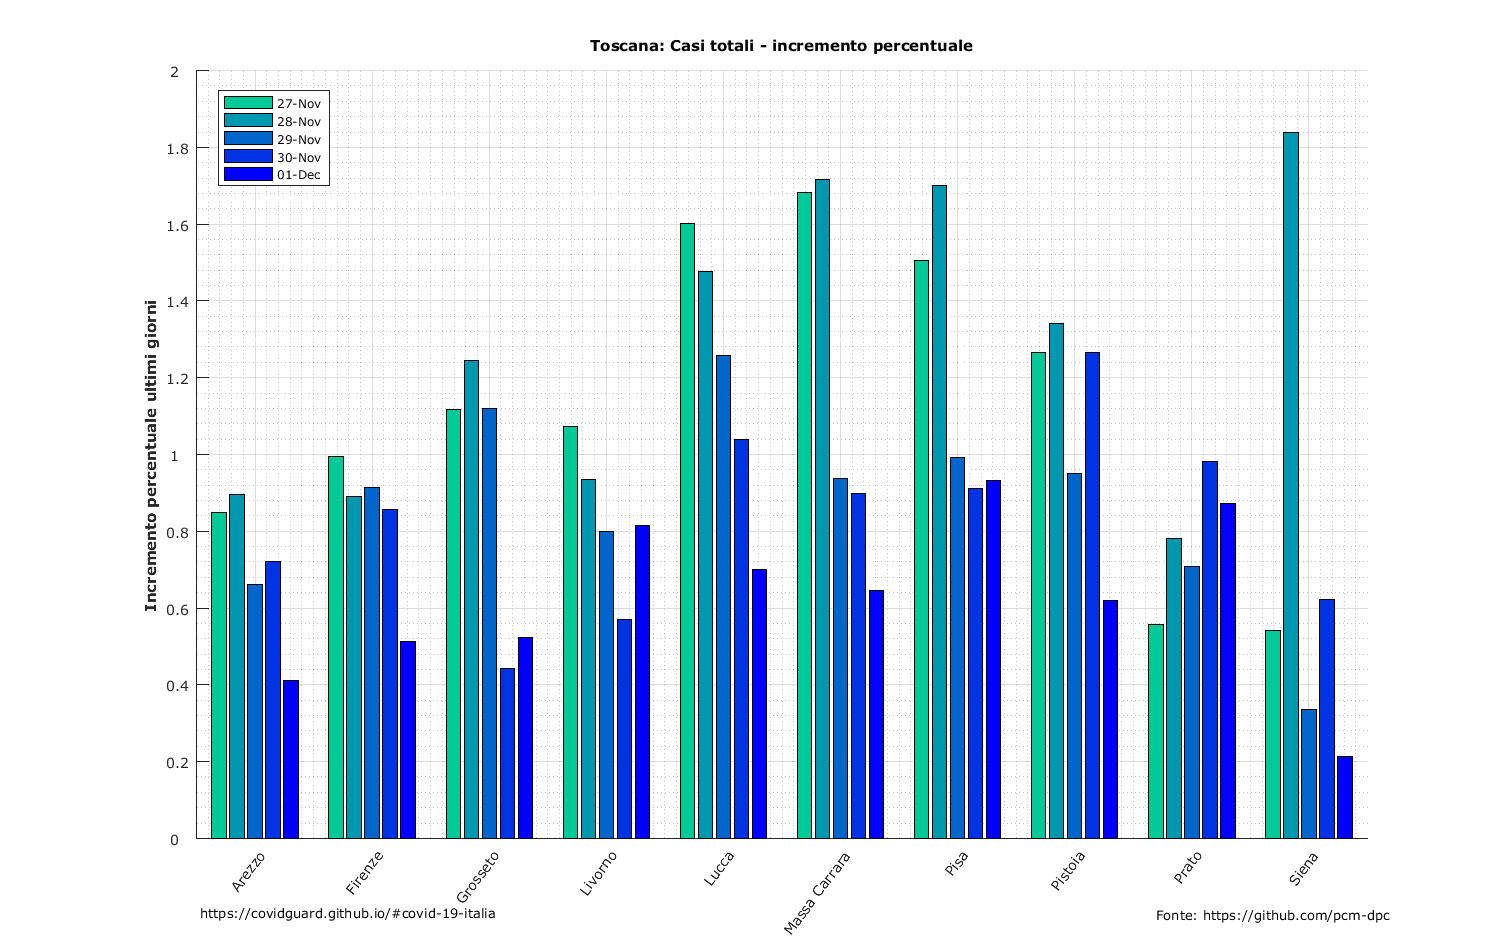 Toscana: Casi totali - incremento percentuale
27-Nov
28-Nov
29-Nov
30-Nov
01-Dec
Incremento percentuale ultimi giorni
2
1.8
1.6
1.4
1.2
1
0.8
0.6
0.4
0.2
0
Arezzo
Firenze
Grosseto
Livorno
Lucca
Massa Carrara
Pisa
Pistoia
Prato
Siena
https://covidguard.github.io/#covid-19-italia
Fonte: https://github.com/pcm-dpc